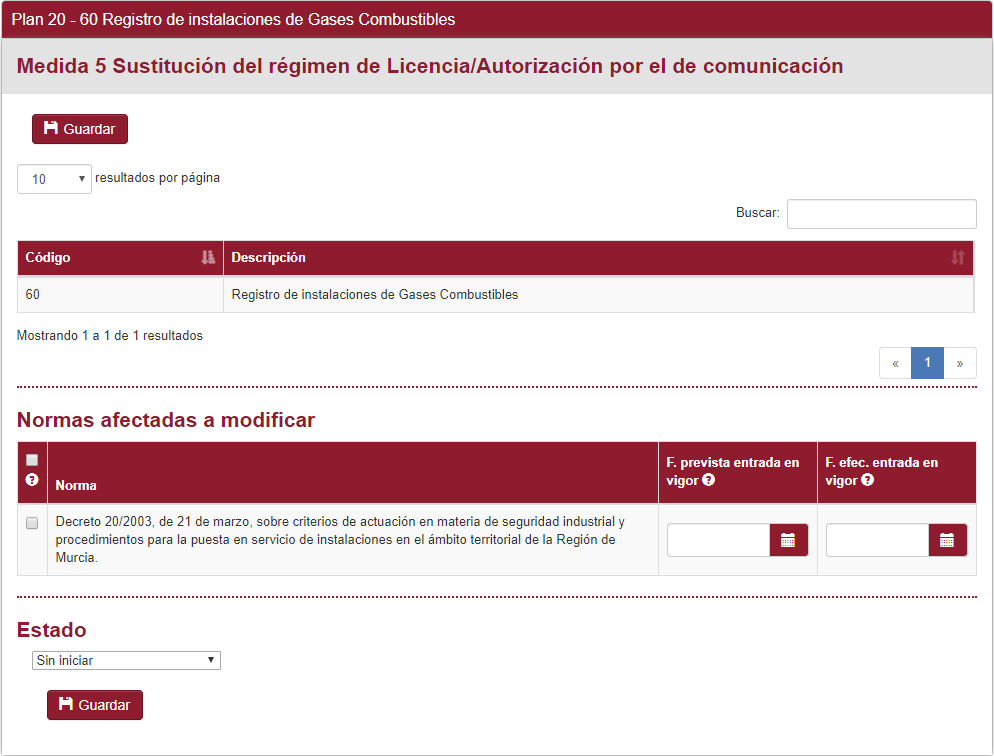 Plan 20 - 60 Registro de instalaciones de Gases Combustibles
Medida 5 Sustitución del régimen de Licencia/Autorización por el de comunicación
Guardar
10 resultados por página
Buscar:
Código Descripción
60 Registro de instalaciones de Gases Combustibles
Mostrando 1 a 1 de 1 resultados
« 1 »
Normas afectadas a modificar
Norma
F. prevista entrada en
vigor ?
F. efec. entrada en
vigor ?
?
Decreto 20/2003, de 21 de marzo, sobre criterios de actuación en materia de seguridad industrial y
procedimientos para la puesta en servicio de instalaciones en el ámbito territorial de la Región de
Murcia.
Estado
Sin iniciar
Guardar